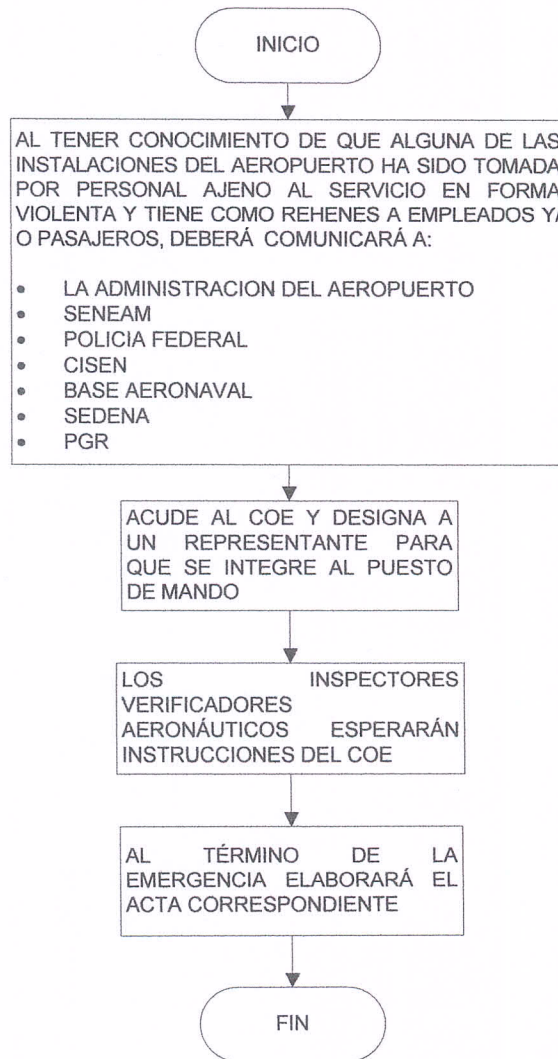 INICIO
AL TENER CONOCIMIENTO DE QUE ALGUNA DE LAS
INSTALACIONES DEL AEROPUERTO HA SIDO TOMADA
POR PERSONAL AJENO AL SERVICIO EN FORMA
VIOLENTA Y TIENE COMO REHENES A EMPLEADOS Y/
O PASAJEROS, DEBERÁ COMUNICARÁ A:
• LA ADMINISTRACION DEL AEROPUERTO
• SENEAM
• POLICIA FEDERAL
• CISEN
• BASE AERONAVAL
• SEDENA
• PGR
ACUDE AL COE Y DESIGNA A
UN REPRESENTANTE PARA
QUE SE INTEGRE AL PUESTO
DE MANDO
LOS INSPECTORES
VERIFICADORES
AERONÁUTICOS ESPERARÁN
INSTRUCCIONES DEL COE
AL TÉRMINO DE LA
EMERGENCIA ELABORARÁ EL
ACTA CORRESPONDIENTE
FIN